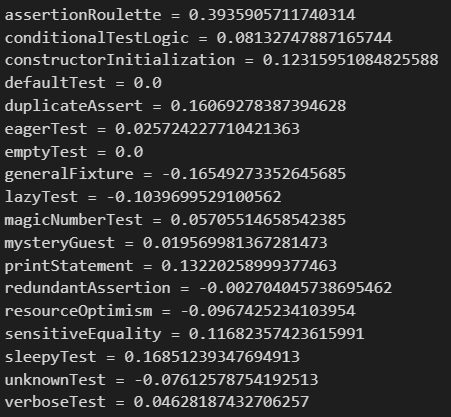 assertionRoulette = 0.3935905711740314
conditionalTestLogic = 0.08132747887165744
constructorInitialization = 0.12315951084825588
defaultTest = 0.0
duplicateAssert = 0.16069278387394628
eagerTest = 0.025724227710421363
emptyTest = 0.0
generalFixture = -0.16549273352645685
lazyTest = -0.1039699529100562
magicNumberTest = 0.05705514658542385
mysteryGuest = 0.019569981367281473
printStatement = 0.13220258999377463
redundantAssertion = -0.002704045738695462
resourceOptimism = -0.0967425234103954
sensitiveEquality = 0.11682357423615991
sleepyTest = 0.16851239347694913
unknownTest = -0.07612578754192513
verboseTest = 0.04628187432706257